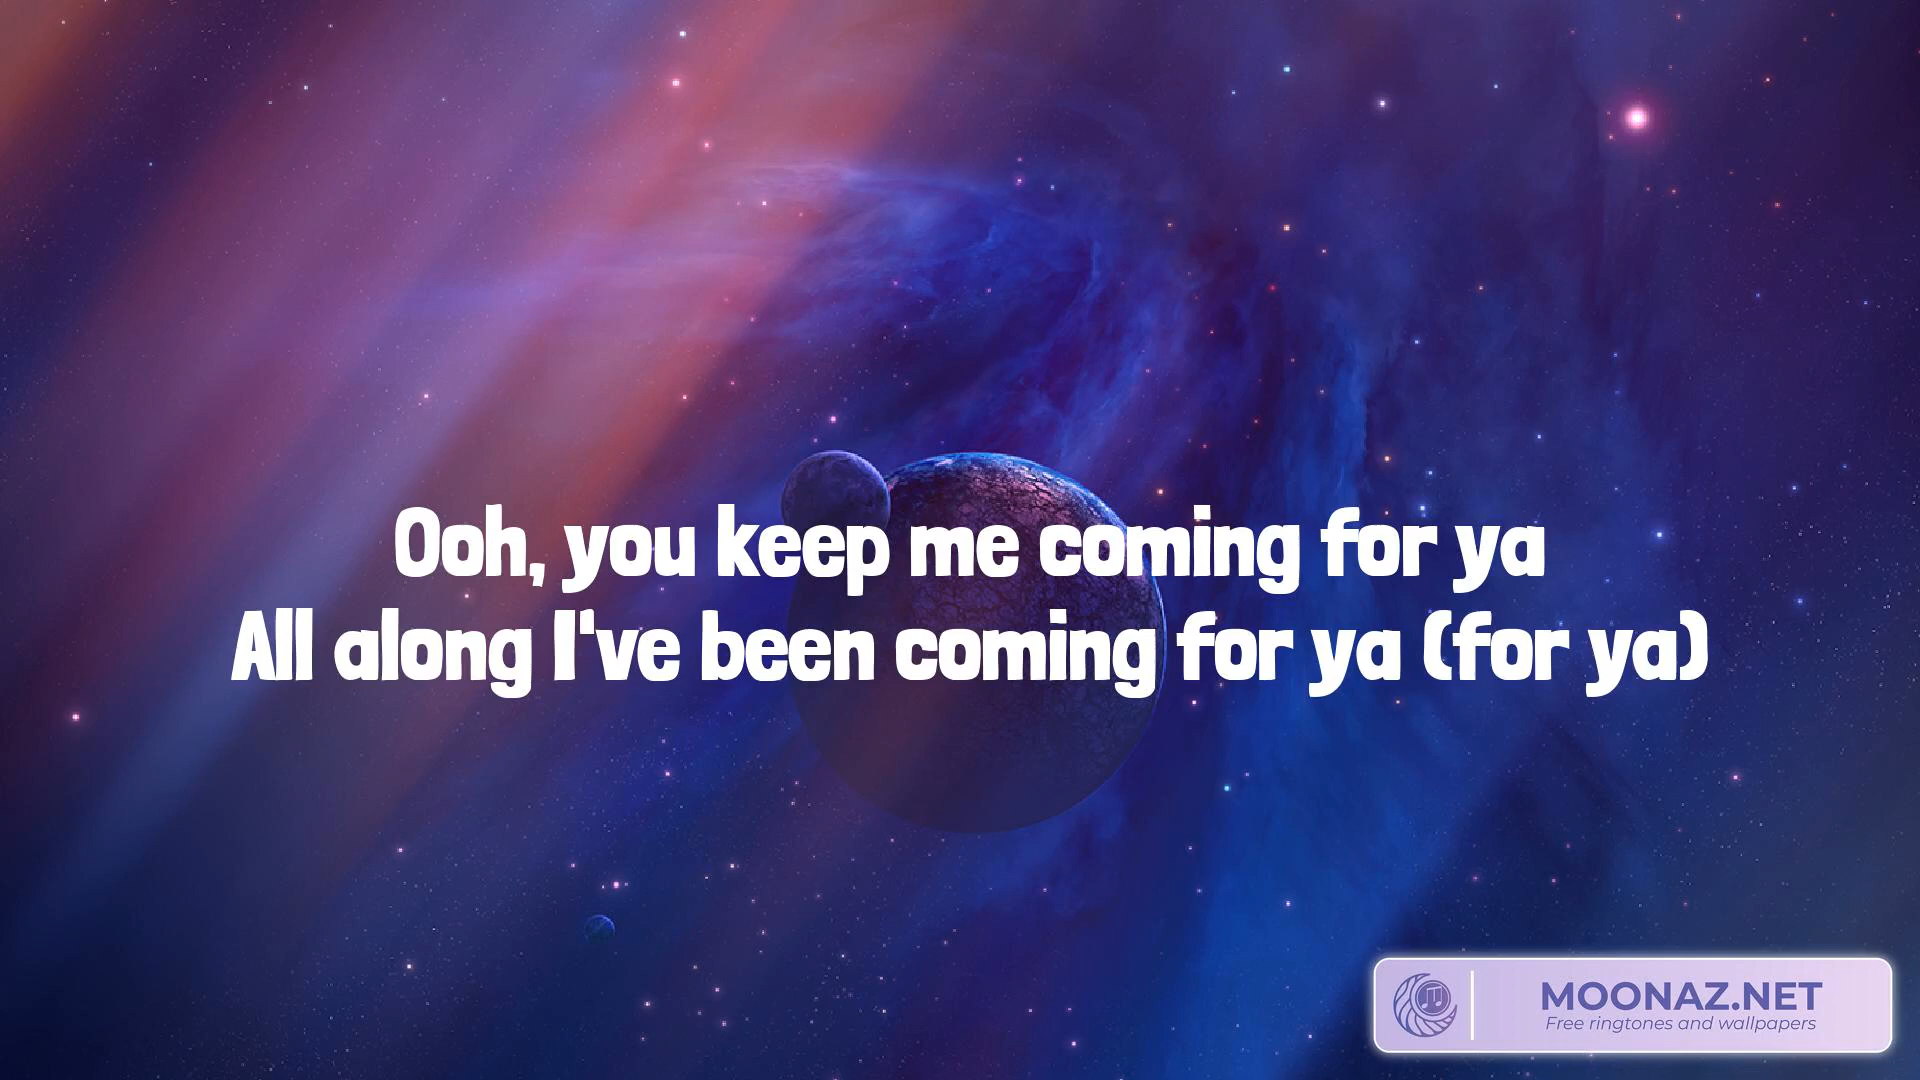 Ooh, you keep me coming for ya
All along I've been coming for ya (for ya)
MOONAZ.NET
Free ringtones and wallpapers